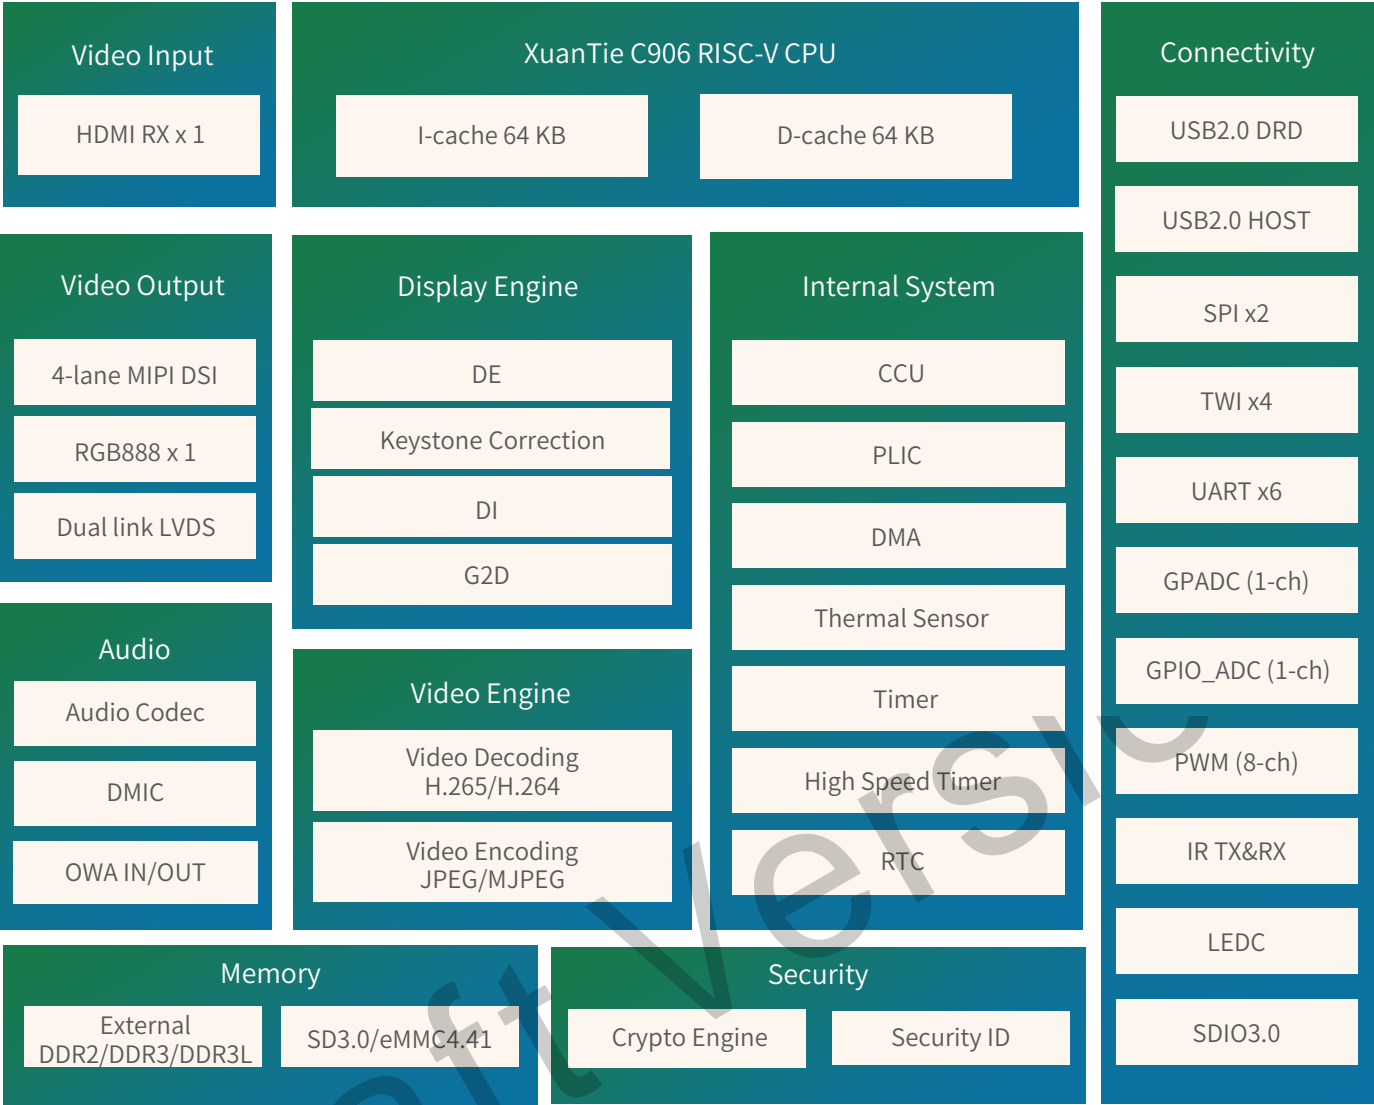 Video Input
HDMI RX x 1
XuanTie C906 RISC-V CPU
I-cache 64 KB
D-cache 64 KB
Connectivity
USB2.0 DRD
USB2.0 HOST
SPI x2
TWI x4
UART x6
GPADC (1-ch)
GPIO_ADC (1-ch)
PWM (8-ch)
IR TX&RX
LEDC
SDIO3.0
Video Output
4-lane MIPI DSI
RGB888 x 1
Dual link LVDS
Display Engine
DE
Keystone Correction
DI
G2D
Internal System
CCU
PLIC
DMA
Thermal Sensor
Timer
High Speed Timer
RTC
Audio
Audio Codec
DMIC
OWA IN/OUT
Video Engine
Video Decoding
H.265/H.264
Video Encoding
JPEG/MJPEG
Memory
External
DDR2/DDR3/DDR3L
SD3.0/eMMC4.41
Security
Crypto Engine
Security ID